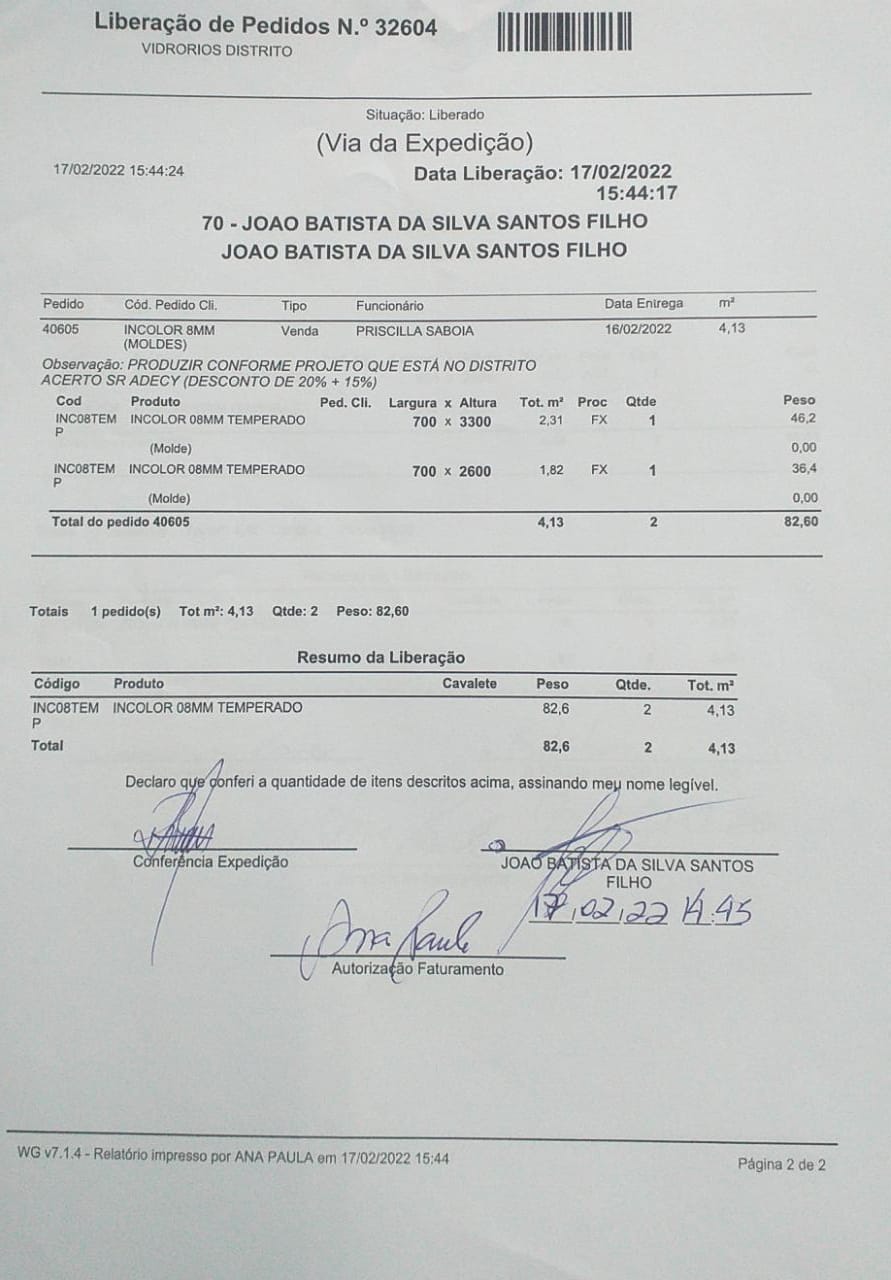 Liberação de Pedidos N.º 32604
VIDRORIOS DISTRITO
Situação: Liberado
(Via da Expedição)
17/02/2022 15:44:24
Data Liberação: 17/02/2022
15:44:17
70 - JOAO BATISTA DA SILVA SANTOS FILHO
JOAO BATISTA DA SILVA SANTOS FILHO
Pedido Cód. Pedido Cli. Tipo Funcionário Data Entrega m²
40605 INCOLOR 8MM Venda PRISCILLA SABOIA 16/02/2022 4,13
(MOLDES)
Observação: PRODUZIR CONFORME PROJETO QUE ESTÁ NO DISTRITO
ACERTO SR ADECY (DESCONTO DE 20% + 15%)
Cod Produto Ped. Cli. Largura x Altura Tot. m² Proc Qtde Peso
INC08TEM INCOLOR 08MM TEMPERADO 700 x 3300 2,31 FX 1 46,2
P
(Molde) 0,00
INC08TEM INCOLOR 08MM TEMPERADO 700 x 2600 1,82 FX 1 36,4
P
(Molde) 0,00
Total do pedido 40605 4,13 2 82,60
Totais 1 pedido(s) Tot m²: 4,13 Qtde: 2 Peso: 82,60
Resumo da Liberação
Código Produto Cavalete Peso Qtde. Tot. m²
INC08TEM INCOLOR 08MM TEMPERADO 82,6 2 4,13
P
Total 82,6 2 4,13
Declaro que conferi a quantidade de itens descritos acima, assinando meu nome legível.
Conferência Expedição
JOAO BATISTA DA SILVA SANTOS
FILHO
17,02,22 14:45
Ana Paula
Autorização Faturamento
WG v7.1.4 - Relatório impresso por ANA PAULA em 17/02/2022 15:44
Página 2 de 2